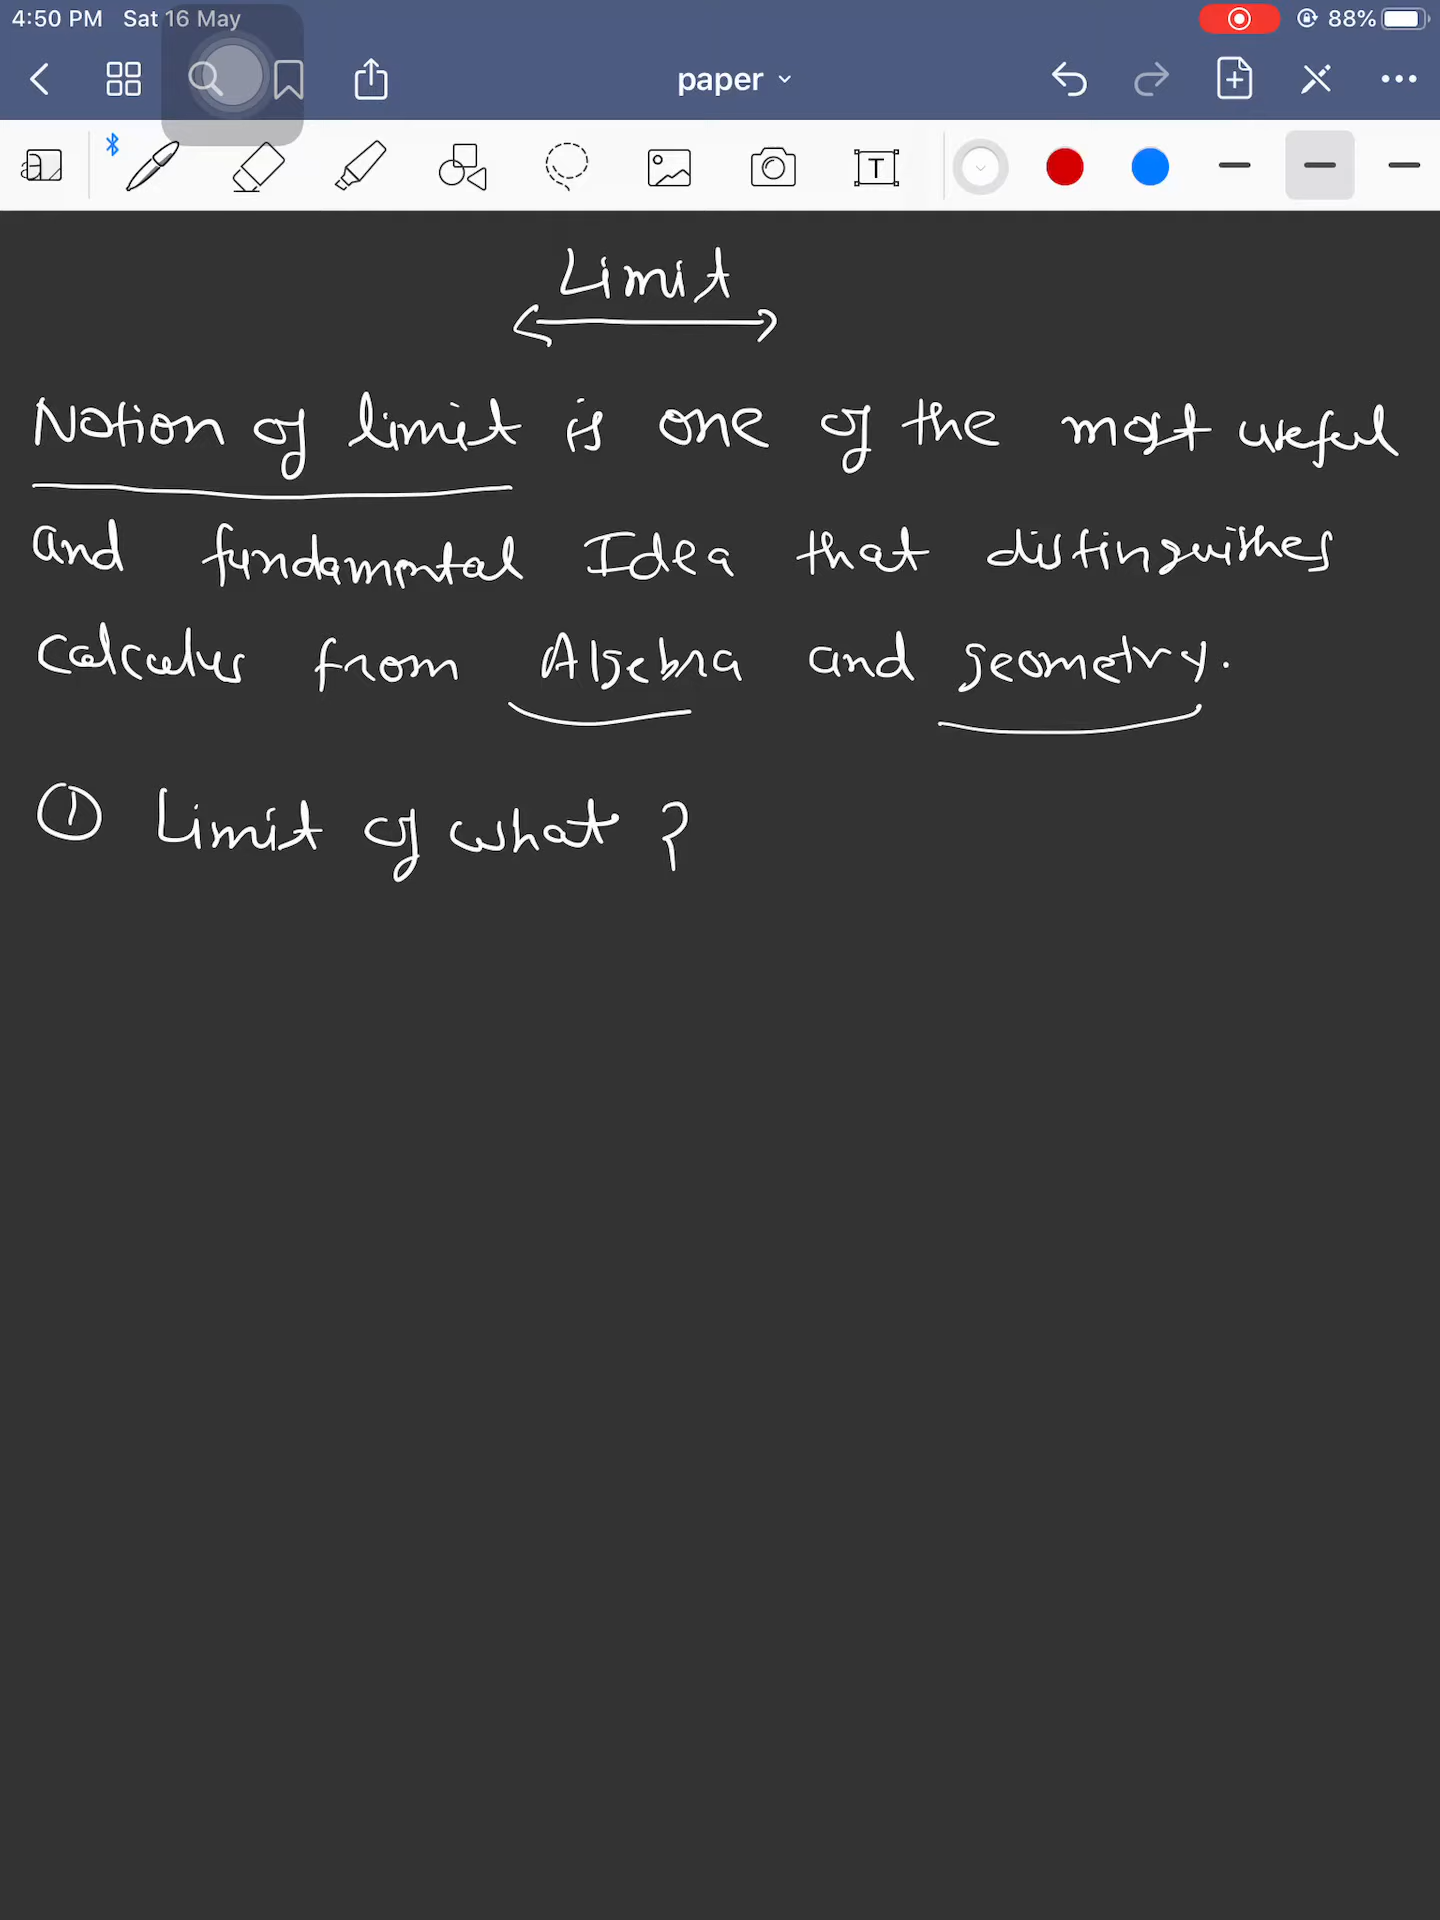 4:50 PM Sat 16 May 88%
paper
a T
Limit
Notion of limit is one of the most useful
and fundamental Idea that distinguishes
Calculus from Algebra and geometry.
① Limit of what ?